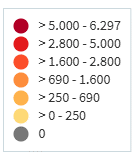 > 5.000 - 6.297
> 2.800 - 5.000
> 1.600 - 2.800
> 690 - 1.600
> 250 - 690
> 0 - 250
0